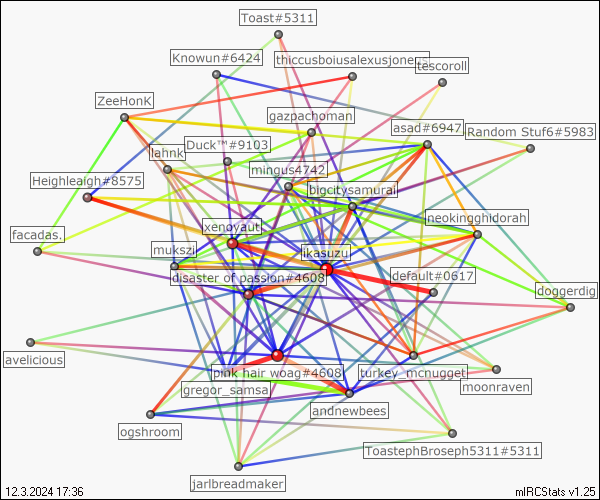 Toast#5311
Knowun#6424
thiccusboiusalexusjone
tescoroll
ZeeHonK
gazpachoman
asad#6947
Random Stuf6#5983
Duck™#9103
lahnk
mingus4742
Heighleaigh#8575
bigcitysamurai
neokingghidorah
xenovaut
facadas.
mukszi
ikasuzu
disaster of passion#4608
default#0617
doggerdig
avelicious
pink hair woag#4608
turkey_mcnugget
gregor_samsa
moonraven
andnewbees
ogshroom
ToastephBroseph5311#5311
jarlbreadmaker
12.3.2024 17:36
mIRCStats v1.25